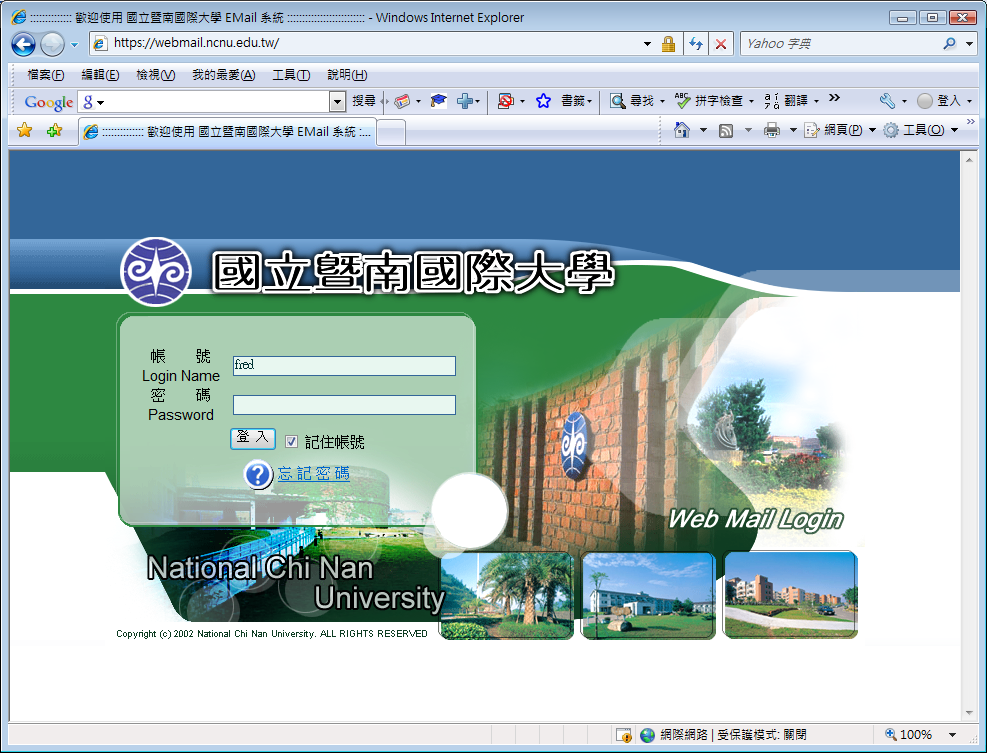 ::::::::::::: 歡迎使用 國立暨南國際大學 EMail 系統 :::::::::::::::::::::::: - Windows Internet Explorer
https://webmail.ncnu.edu.tw/
Yahoo 字典
檔案(F) 編輯(E) 檢視(V) 我的最愛(A) 工具(T) 說明(H)
Google 搜尋 書籤 尋找 拼字檢查 翻譯 登入
::::::::::::: 歡迎使用 國立暨南國際大學 EMail 系統 :...
網頁(P) 工具(O)
國立暨南國際大學
帳 號
Login Name
fred
密 碼
Password
登 入
記住帳號
忘記密碼
Web Mail Login
National Chi Nan
University
Copyright (c) 2002 National Chi Nan University. ALL RIGHTS RESERVED
網際網路 | 受保護模式: 關閉
100%